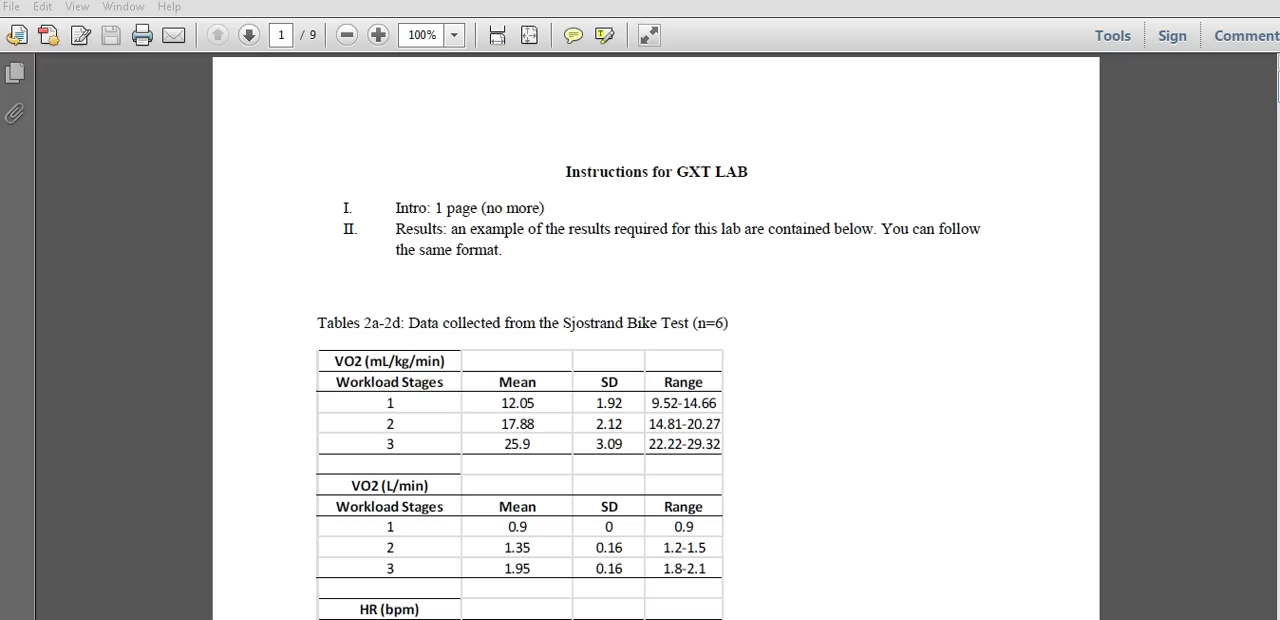 File Edit View Window Help
1 / 9 100% Tools Sign Comment
Instructions for GXT LAB
I. Intro: 1 page (no more)
II. Results: an example of the results required for this lab are contained below. You can follow
the same format.
Tables 2a-2d: Data collected from the Sjostrand Bike Test (n=6)
VO2 (mL/kg/min)
Workload Stages Mean SD Range
1 12.05 1.92 9.52-14.66
2 17.88 2.12 14.81-20.27
3 25.9 3.09 22.22-29.32
VO2 (L/min)
Workload Stages Mean SD Range
1 0.9 0 0.9
2 1.35 0.16 1.2-1.5
3 1.95 0.16 1.8-2.1
HR (bpm)